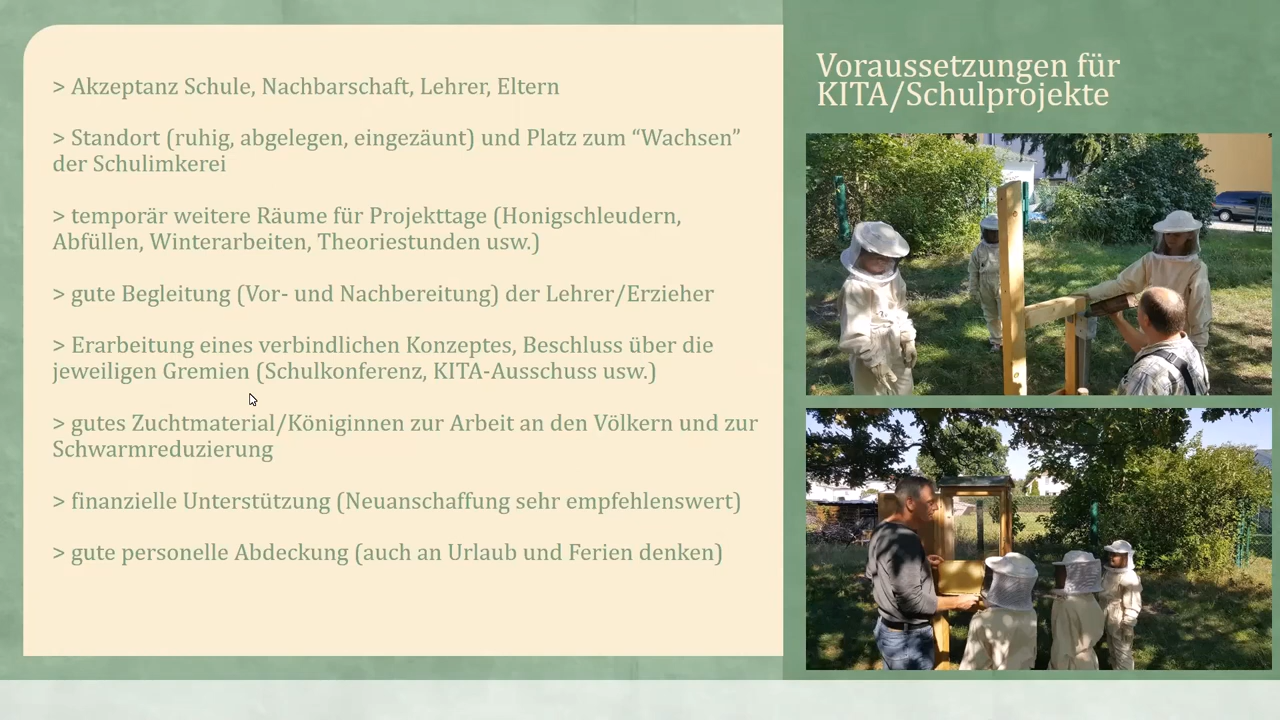 Voraussetzungen für
KITA/Schulprojekte
> Akzeptanz Schule, Nachbarschaft, Lehrer, Eltern
> Standort (ruhig, abgelegen, eingezäunt) und Platz zum “Wachsen”
der Schulimkerei
> temporär weitere Räume für Projekttage (Honigschleudern,
Abfüllen, Winterarbeiten, Theoriestunden usw.)
> gute Begleitung (Vor- und Nachbereitung) der Lehrer/Erzieher
> Erarbeitung eines verbindlichen Konzeptes, Beschluss über die
jeweiligen Gremien (Schulkonferenz, KITA-Ausschuss usw.)
> gutes Zuchtmaterial/Königinnen zur Arbeit an den Völkern und zur
Schwarmreduzierung
> finanzielle Unterstützung (Neuanschaffung sehr empfehlenswert)
> gute personelle Abdeckung (auch an Urlaub und Ferien denken)